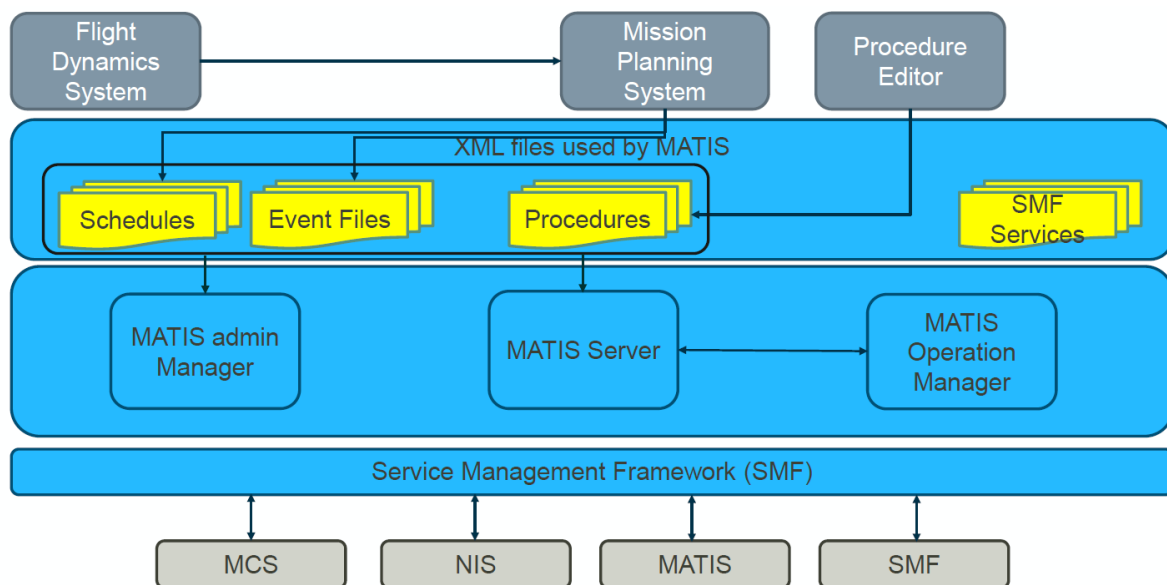 Flight
Dynamics
System
Mission
Planning
System
Procedure
Editor
XML files used by MATIS
Schedules
Event Files
Procedures
SMF
Services
MATIS admin
Manager
MATIS Server
MATIS
Operation
Manager
Service Management Framework (SMF)
MCS
NIS
MATIS
SMF